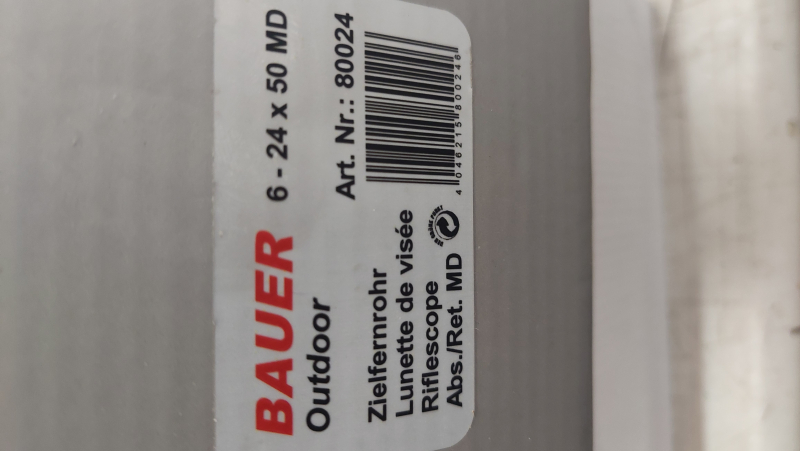 BAUER 6 - 24 x 50 MD
Outdoor
Art. Nr.: 80024
Zielfernrohr
Lunette de visée
Riflescope
Abs./Ret. MD
4 046215 800246